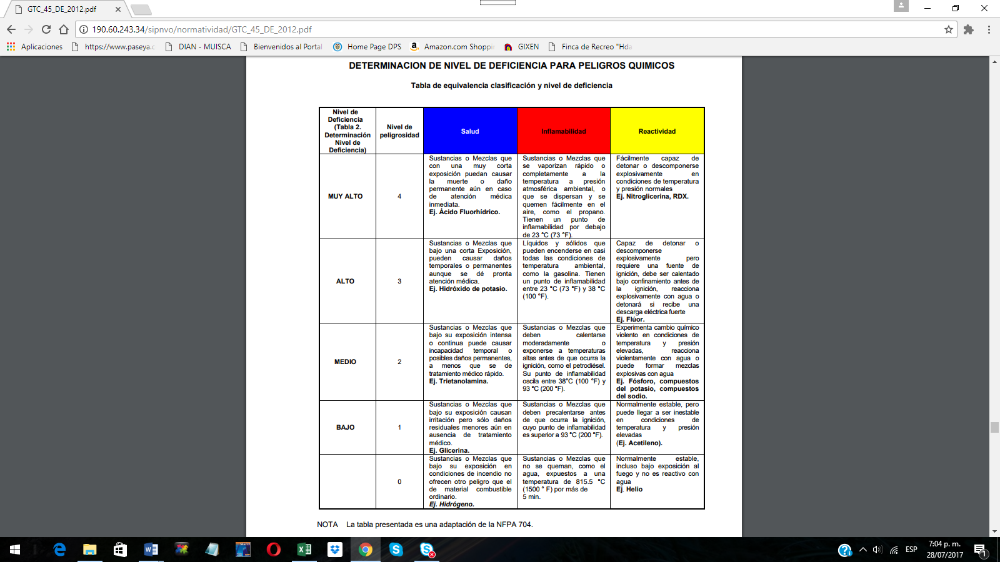 GTC_45_DE_2012.pdf
190.60.243.34/sipnvo/normatividad/GTC_45_DE_2012.pdf
Aplicaciones
https://www.paseya.c
DIAN - MUISCA
Bienvenidos al Portal
Home Page DPS
Amazon.com Shoppi
GIXEN
Finca de Recreo "Hda
DETERMINACION DE NIVEL DE DEFICIENCIA PARA PELIGROS QUIMICOS
Tabla de equivalencia clasificación y nivel de deficiencia
Nivel de
Deficiencia
(Tabla 2.
Determinación
Nivel de
Deficiencia)
Nivel de
peligrosidad
Salud
Inflamabilidad
Reactividad
MUY ALTO
4
Sustancias o Mezclas que
con una muy corta
exposición puedan causar
la muerte o daño
permanente aún en caso
de atención médica
inmediata.
Ej. Ácido Fluorhídrico.
Sustancias o Mezclas que
se vaporizan rápido o
completamente a la
temperatura a presión
atmosférica ambiental, o
que se dispersan y se
quemen fácilmente en el
aire, como el propano.
Tienen un punto de
inflamabilidad por debajo
de 23 °C (73 °F).
Fácilmente capaz de
detonar o descomponerse
explosivamente en
condiciones de temperatura
y presión normales
Ej. Nitroglicerina, RDX.
ALTO
3
Sustancias o Mezclas que
bajo una corta Exposición,
pueden causar daños
temporales o permanentes
aunque se dé pronta
atención médica.
Ej. Hidróxido de potasio.
Líquidos y sólidos que
pueden encenderse en casi
todas las condiciones de
temperatura ambiental,
como la gasolina. Tienen
un punto de inflamabilidad
entre 23 °C (73 °F) y 38 °C
(100 °F).
Capaz de detonar o
descomponerse
explosivamente pero
requiere una fuente de
ignición, debe ser calentado
bajo confinamiento antes de
la ignición, reacciona
explosivamente con agua o
detonará si recibe una
descarga eléctrica fuerte
Ej. Flúor.
MEDIO
2
Sustancias o Mezclas que
bajo su exposición intensa
o continua puede causar
incapacidad temporal o
posibles daños permanentes,
a menos que se de
tratamiento médico rápido.
Ej. Trietanolamina.
Sustancias o Mezclas que
deben calentarse
moderadamente o
exponerse a temperaturas
altas antes de que ocurra la
ignición, como el petrodiésel.
Su punto de inflamabilidad
oscila entre 38°C (100 °F) y
93 °C (200 °F).
Experimenta cambio químico
violento en condiciones de
temperatura y presión
elevadas, reacciona
violentamente con agua o
puede formar mezclas
explosivas con agua
Ej. Fósforo, compuestos
del potasio, compuestos
del sodio.
BAJO
1
Sustancias o Mezclas que
bajo su exposición causan
irritación pero sólo daños
residuales menores aún en
ausencia de tratamiento
médico.
Ej. Glicerina.
Sustancias o Mezclas que
deben precalentarse antes
de que ocurra la ignición,
cuyo punto de inflamabilidad
es superior a 93 °C (200 °F).
Normalmente estable, pero
puede llegar a ser inestable
en condiciones de
temperatura y presión
elevadas
(Ej. Acetileno).
0
Sustancias o Mezclas que
bajo su exposición en
condiciones de incendio no
ofrecen otro peligro que el
de material combustible
ordinario.
Ej. Hidrógeno.
Sustancias o Mezclas que
no se queman, como el
agua, expuestos a una
temperatura de 815.5 °C
(1500 ° F) por más de
5 min.
Normalmente estable,
incluso bajo exposición al
fuego y no es reactivo con
agua
Ej. Helio
NOTA La tabla presentada es una adaptación de la NFPA 704.
ESP
7:04 p. m.
28/07/2017
1